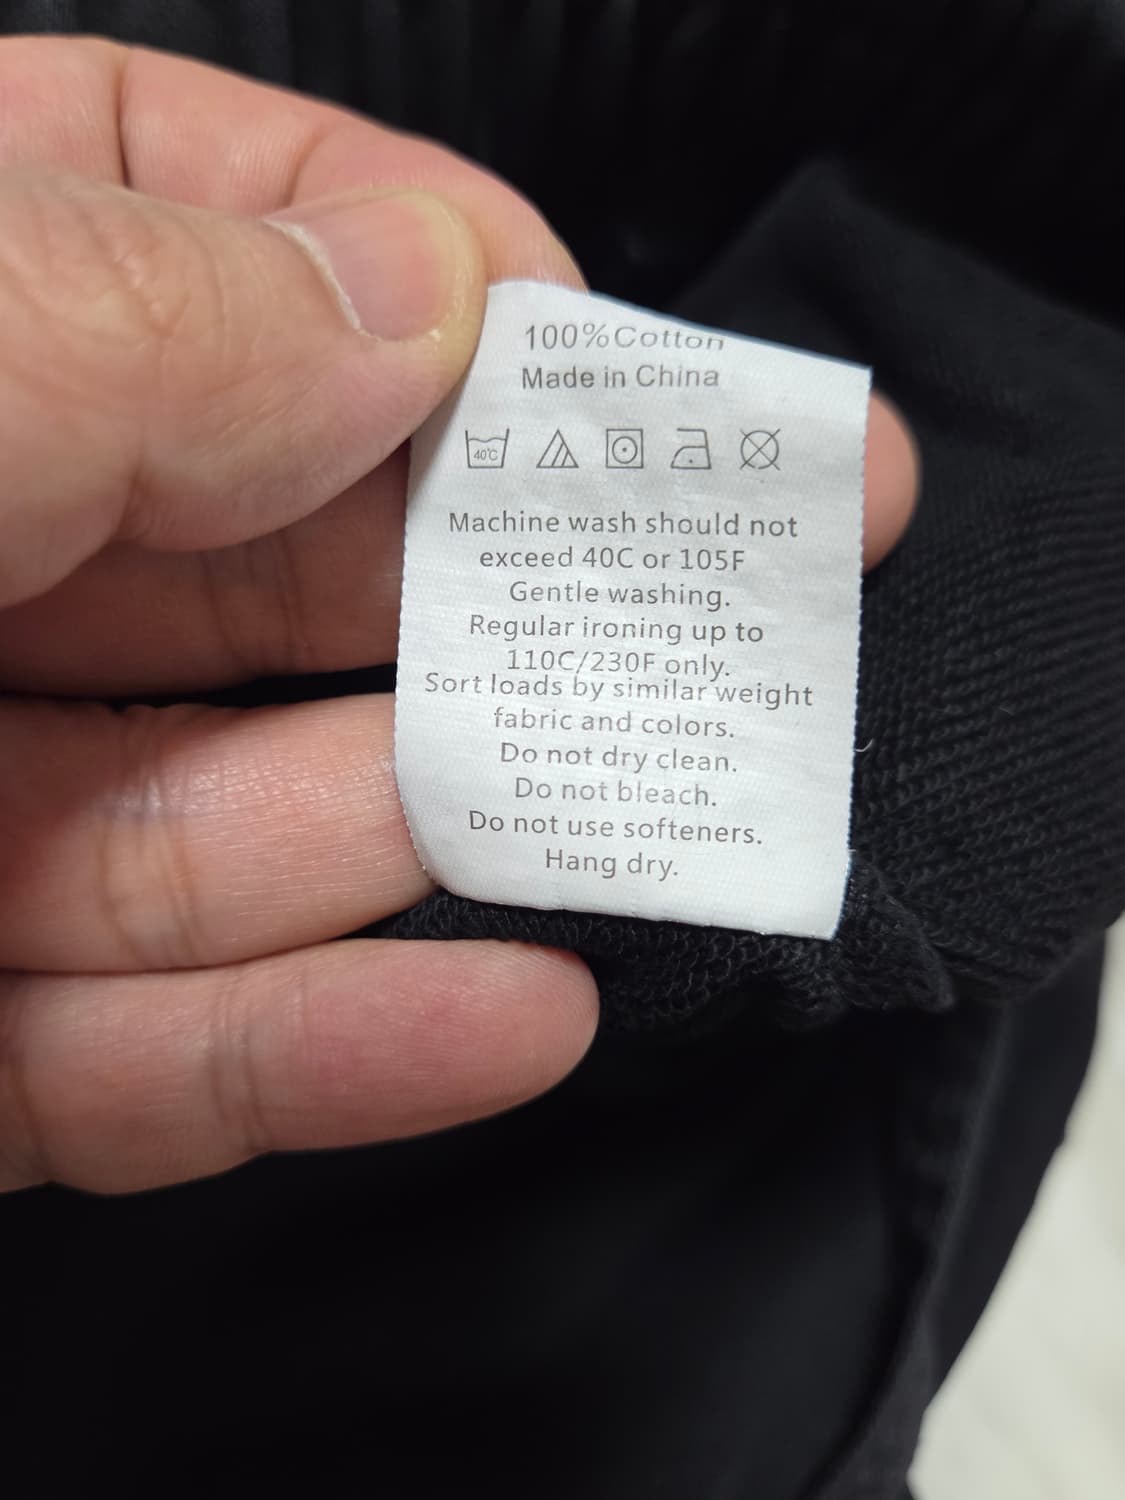 100%Cotton
Made in China
40℃
Machine wash should not
exceed 40C or 105F
Gentle washing.
Regular ironing up to
110C/230F only.
Sort loads by similar weight
fabric and colors.
Do not dry clean.
Do not bleach.
Do not use softeners.
Hang dry.